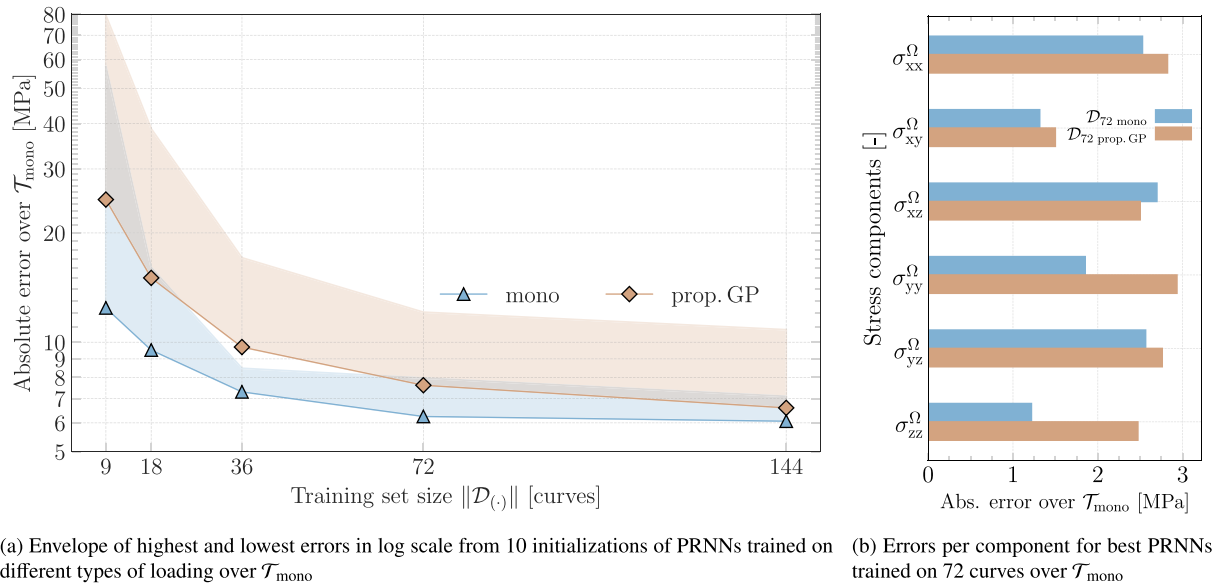 80
70
60
50
40
30
20
10
9
8
7
6
5
Absolute error over 𝒯mono [MPa]
mono
prop. GP
9 18 36 72 144
Training set size ‖𝒟(·)‖ [curves]
(a) Envelope of highest and lowest errors in log scale from 10 initializations of PRNNs trained on
different types of loading over 𝒯mono
Stress components [-]
σΩxx
σΩxy
σΩxz
σΩyy
σΩyz
σΩzz
𝒟72 mono
𝒟72 prop. GP
0 1 2 3
Abs. error over 𝒯mono [MPa]
(b) Errors per component for best PRNNs
trained on 72 curves over 𝒯mono